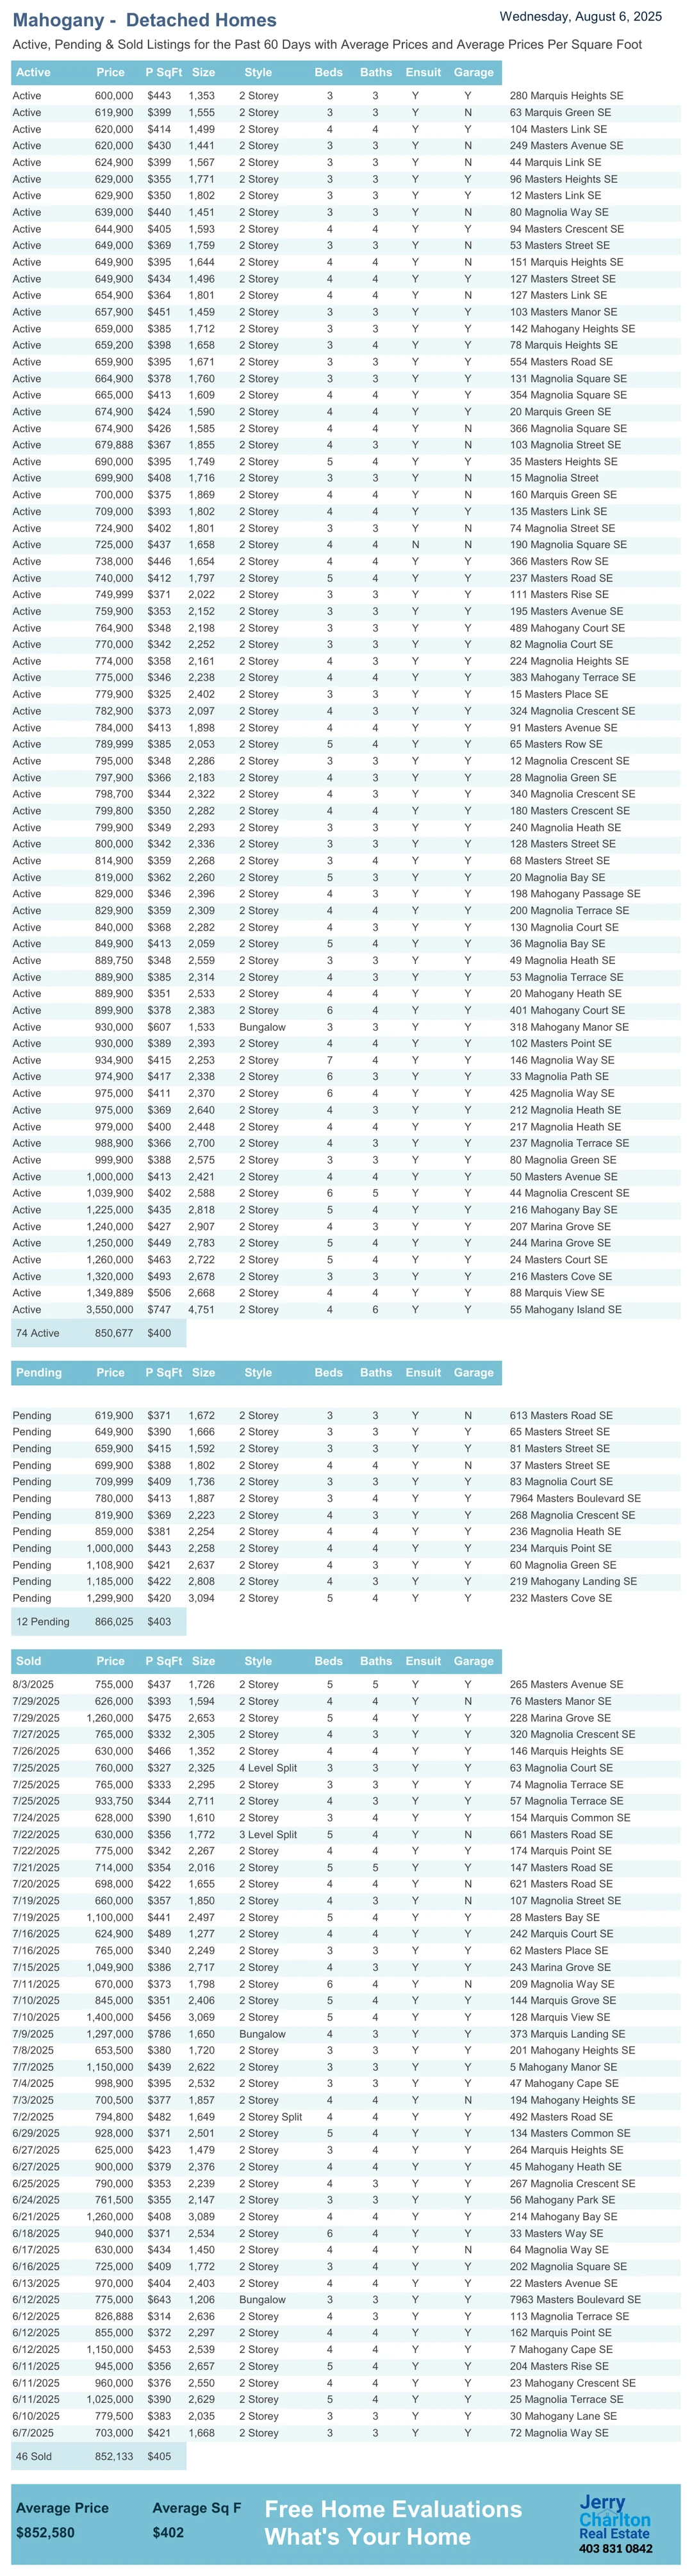 Mahogany - Detached Homes
Wednesday, August 6, 2025
Active, Pending & Sold Listings for the Past 60 Days with Average Prices and Average Prices Per Square Foot
Active Price P SqFt Size Style Beds Baths Ensuit Garage
Active 600,000 $443 1,353 2 Storey 3 3 Y Y 280 Marquis Heights SE
Active 619,900 $399 1,555 2 Storey 3 3 Y N 63 Marquis Green SE
Active 620,000 $414 1,499 2 Storey 4 4 Y Y 104 Masters Link SE
Active 620,000 $430 1,441 2 Storey 3 3 Y N 249 Masters Avenue SE
Active 624,900 $399 1,567 2 Storey 3 3 Y N 44 Marquis Link SE
Active 629,000 $355 1,771 2 Storey 3 3 Y Y 96 Masters Heights SE
Active 629,900 $350 1,802 2 Storey 3 3 Y Y 12 Masters Link SE
Active 639,000 $440 1,451 2 Storey 3 3 Y N 80 Magnolia Way SE
Active 644,900 $405 1,593 2 Storey 4 4 Y Y 94 Masters Crescent SE
Active 649,000 $369 1,759 2 Storey 3 3 Y N 53 Masters Street SE
Active 649,900 $395 1,644 2 Storey 4 4 Y N 151 Marquis Heights SE
Active 649,900 $434 1,496 2 Storey 4 4 Y Y 127 Masters Street SE
Active 654,900 $364 1,801 2 Storey 4 4 Y N 127 Masters Link SE
Active 657,900 $451 1,459 2 Storey 3 3 Y Y 103 Masters Manor SE
Active 659,000 $385 1,712 2 Storey 3 3 Y Y 142 Mahogany Heights SE
Active 659,200 $398 1,658 2 Storey 3 4 Y Y 78 Marquis Heights SE
Active 659,900 $395 1,671 2 Storey 3 3 Y Y 554 Masters Road SE
Active 664,900 $378 1,760 2 Storey 3 3 Y Y 131 Magnolia Square SE
Active 665,000 $413 1,609 2 Storey 4 4 Y Y 354 Magnolia Square SE
Active 674,900 $424 1,590 2 Storey 4 4 Y Y 20 Marquis Green SE
Active 674,900 $426 1,585 2 Storey 4 4 Y N 366 Magnolia Square SE
Active 679,888 $367 1,855 2 Storey 4 3 Y N 103 Magnolia Street SE
Active 690,000 $395 1,749 2 Storey 5 4 Y Y 35 Masters Heights SE
Active 699,900 $408 1,716 2 Storey 3 3 Y N 15 Magnolia Street
Active 700,000 $375 1,869 2 Storey 4 4 Y N 160 Marquis Green SE
Active 709,000 $393 1,802 2 Storey 4 4 Y Y 135 Masters Link SE
Active 724,900 $402 1,801 2 Storey 3 3 Y N 74 Magnolia Street SE
Active 725,000 $437 1,658 2 Storey 4 4 N N 190 Magnolia Square SE
Active 738,000 $446 1,654 2 Storey 4 4 Y Y 366 Masters Row SE
Active 740,000 $412 1,797 2 Storey 5 4 Y Y 237 Masters Road SE
Active 749,999 $371 2,022 2 Storey 3 3 Y Y 111 Masters Rise SE
Active 759,900 $353 2,152 2 Storey 3 3 Y Y 195 Masters Avenue SE
Active 764,900 $348 2,198 2 Storey 3 3 Y Y 489 Mahogany Court SE
Active 770,000 $342 2,252 2 Storey 3 3 Y Y 82 Magnolia Court SE
Active 774,000 $358 2,161 2 Storey 4 3 Y Y 224 Magnolia Heights SE
Active 775,000 $346 2,238 2 Storey 4 4 Y Y 383 Mahogany Terrace SE
Active 779,900 $325 2,402 2 Storey 3 3 Y Y 15 Masters Place SE
Active 782,900 $373 2,097 2 Storey 4 3 Y Y 324 Magnolia Crescent SE
Active 784,000 $413 1,898 2 Storey 4 4 Y Y 91 Masters Avenue SE
Active 789,999 $385 2,053 2 Storey 5 4 Y Y 65 Masters Row SE
Active 795,000 $348 2,286 2 Storey 3 3 Y Y 12 Magnolia Crescent SE
Active 797,900 $366 2,183 2 Storey 4 3 Y Y 28 Magnolia Green SE
Active 798,700 $344 2,322 2 Storey 4 3 Y Y 340 Magnolia Crescent SE
Active 799,800 $350 2,282 2 Storey 4 4 Y Y 180 Masters Crescent SE
Active 799,900 $349 2,293 2 Storey 3 3 Y Y 240 Magnolia Heath SE
Active 800,000 $342 2,336 2 Storey 3 3 Y Y 128 Masters Street SE
Active 814,900 $359 2,268 2 Storey 3 4 Y Y 68 Masters Street SE
Active 819,000 $362 2,260 2 Storey 5 3 Y Y 20 Magnolia Bay SE
Active 829,000 $346 2,396 2 Storey 4 3 Y Y 198 Mahogany Passage SE
Active 829,900 $359 2,309 2 Storey 4 4 Y Y 200 Magnolia Terrace SE
Active 840,000 $368 2,282 2 Storey 4 3 Y Y 130 Magnolia Court SE
Active 849,900 $413 2,059 2 Storey 5 4 Y Y 36 Magnolia Bay SE
Active 889,750 $348 2,559 2 Storey 3 3 Y Y 49 Magnolia Heath SE
Active 889,900 $385 2,314 2 Storey 4 3 Y Y 53 Magnolia Terrace SE
Active 889,900 $351 2,533 2 Storey 4 4 Y Y 20 Mahogany Heath SE
Active 899,900 $378 2,383 2 Storey 6 4 Y Y 401 Mahogany Court SE
Active 930,000 $607 1,533 Bungalow 3 3 Y Y 318 Mahogany Manor SE
Active 930,000 $389 2,393 2 Storey 4 4 Y Y 102 Masters Point SE
Active 934,900 $415 2,253 2 Storey 7 4 Y Y 146 Magnolia Way SE
Active 974,900 $417 2,338 2 Storey 6 3 Y Y 33 Magnolia Path SE
Active 975,000 $411 2,370 2 Storey 6 4 Y Y 425 Magnolia Way SE
Active 975,000 $369 2,640 2 Storey 4 3 Y Y 212 Magnolia Heath SE
Active 979,000 $400 2,448 2 Storey 4 4 Y Y 217 Magnolia Heath SE
Active 988,900 $366 2,700 2 Storey 4 3 Y Y 237 Magnolia Terrace SE
Active 999,900 $388 2,575 2 Storey 3 3 Y Y 80 Magnolia Green SE
Active 1,000,000 $413 2,421 2 Storey 4 4 Y Y 50 Masters Avenue SE
Active 1,039,900 $402 2,588 2 Storey 6 5 Y Y 44 Magnolia Crescent SE
Active 1,225,000 $435 2,818 2 Storey 5 4 Y Y 216 Mahogany Bay SE
Active 1,240,000 $427 2,907 2 Storey 4 3 Y Y 207 Marina Grove SE
Active 1,250,000 $449 2,783 2 Storey 5 4 Y Y 244 Marina Grove SE
Active 1,260,000 $463 2,722 2 Storey 5 4 Y Y 24 Masters Court SE
Active 1,320,000 $493 2,678 2 Storey 3 3 Y Y 216 Masters Cove SE
Active 1,349,889 $506 2,668 2 Storey 4 4 Y Y 88 Marquis View SE
Active 3,550,000 $747 4,751 2 Storey 4 6 Y Y 55 Mahogany Island SE
74 Active 850,677 $400
Pending Price P SqFt Size Style Beds Baths Ensuit Garage
Pending 619,900 $371 1,672 2 Storey 3 3 Y N 613 Masters Road SE
Pending 649,900 $390 1,666 2 Storey 3 3 Y Y 65 Masters Street SE
Pending 659,900 $415 1,592 2 Storey 3 3 Y Y 81 Masters Street SE
Pending 699,900 $388 1,802 2 Storey 4 4 Y N 37 Masters Street SE
Pending 709,999 $409 1,736 2 Storey 3 3 Y Y 83 Magnolia Court SE
Pending 780,000 $413 1,887 2 Storey 3 4 Y Y 7964 Masters Boulevard SE
Pending 819,900 $369 2,223 2 Storey 4 3 Y Y 268 Magnolia Crescent SE
Pending 859,000 $381 2,254 2 Storey 4 4 Y Y 236 Magnolia Heath SE
Pending 1,000,000 $443 2,258 2 Storey 4 4 Y Y 234 Marquis Point SE
Pending 1,108,900 $421 2,637 2 Storey 4 3 Y Y 60 Magnolia Green SE
Pending 1,185,000 $422 2,808 2 Storey 4 3 Y Y 219 Mahogany Landing SE
Pending 1,299,900 $420 3,094 2 Storey 5 4 Y Y 232 Masters Cove SE
12 Pending 866,025 $403
Sold Price P SqFt Size Style Beds Baths Ensuit Garage
8/3/2025 755,000 $437 1,726 2 Storey 5 5 Y Y 265 Masters Avenue SE
7/29/2025 626,000 $393 1,594 2 Storey 4 4 Y N 76 Masters Manor SE
7/29/2025 1,260,000 $475 2,653 2 Storey 5 4 Y Y 228 Marina Grove SE
7/27/2025 765,000 $332 2,305 2 Storey 4 3 Y Y 320 Magnolia Crescent SE
7/26/2025 630,000 $466 1,352 2 Storey 4 4 Y Y 146 Marquis Heights SE
7/25/2025 760,000 $327 2,325 4 Level Split 3 3 Y Y 63 Magnolia Court SE
7/25/2025 765,000 $333 2,295 2 Storey 3 3 Y Y 74 Magnolia Terrace SE
7/25/2025 933,750 $344 2,711 2 Storey 4 3 Y Y 57 Magnolia Terrace SE
7/24/2025 628,000 $390 1,610 2 Storey 3 4 Y Y 154 Marquis Common SE
7/22/2025 630,000 $356 1,772 3 Level Split 5 4 Y N 661 Masters Road SE
7/22/2025 775,000 $342 2,267 2 Storey 4 4 Y Y 174 Marquis Point SE
7/21/2025 714,000 $354 2,016 2 Storey 5 5 Y Y 147 Masters Road SE
7/20/2025 698,000 $422 1,655 2 Storey 4 4 Y N 621 Masters Road SE
7/19/2025 660,000 $357 1,850 2 Storey 4 3 Y N 107 Magnolia Street SE
7/19/2025 1,100,000 $441 2,497 2 Storey 5 4 Y Y 28 Masters Bay SE
7/16/2025 624,900 $489 1,277 2 Storey 4 4 Y Y 242 Marquis Court SE
7/16/2025 765,000 $340 2,249 2 Storey 3 3 Y Y 62 Masters Place SE
7/15/2025 1,049,900 $386 2,717 2 Storey 4 3 Y Y 243 Marina Grove SE
7/11/2025 670,000 $373 1,798 2 Storey 6 4 Y N 209 Magnolia Way SE
7/10/2025 845,000 $351 2,406 2 Storey 5 4 Y Y 144 Marquis Grove SE
7/10/2025 1,400,000 $456 3,069 2 Storey 5 4 Y Y 128 Marquis View SE
7/9/2025 1,297,000 $786 1,650 Bungalow 4 3 Y Y 373 Marquis Landing SE
7/8/2025 653,500 $380 1,720 2 Storey 3 3 Y Y 201 Mahogany Heights SE
7/7/2025 1,150,000 $439 2,622 2 Storey 3 3 Y Y 5 Mahogany Manor SE
7/4/2025 998,900 $395 2,532 2 Storey 3 3 Y Y 47 Mahogany Cape SE
7/3/2025 700,500 $377 1,857 2 Storey 4 4 Y N 194 Mahogany Heights SE
7/2/2025 794,800 $482 1,649 2 Storey Split 4 4 Y Y 492 Masters Road SE
6/29/2025 928,000 $371 2,501 2 Storey 5 4 Y Y 134 Masters Common SE
6/27/2025 625,000 $423 1,479 2 Storey 3 4 Y Y 264 Marquis Heights SE
6/27/2025 900,000 $379 2,376 2 Storey 4 4 Y Y 45 Mahogany Heath SE
6/25/2025 790,000 $353 2,239 2 Storey 4 3 Y Y 267 Magnolia Crescent SE
6/24/2025 761,500 $355 2,147 2 Storey 3 3 Y Y 56 Mahogany Park SE
6/21/2025 1,260,000 $408 3,089 2 Storey 4 4 Y Y 214 Mahogany Bay SE
6/18/2025 940,000 $371 2,534 2 Storey 6 4 Y Y 33 Masters Way SE
6/17/2025 630,000 $434 1,450 2 Storey 4 4 Y N 64 Magnolia Way SE
6/16/2025 725,000 $409 1,772 2 Storey 3 4 Y Y 202 Magnolia Square SE
6/13/2025 970,000 $404 2,403 2 Storey 4 4 Y Y 22 Masters Avenue SE
6/12/2025 775,000 $643 1,206 Bungalow 3 3 Y Y 7963 Masters Boulevard SE
6/12/2025 826,888 $314 2,636 2 Storey 4 3 Y Y 113 Magnolia Terrace SE
6/12/2025 855,000 $372 2,297 2 Storey 4 4 Y Y 162 Marquis Point SE
6/12/2025 1,150,000 $453 2,539 2 Storey 4 4 Y Y 7 Mahogany Cape SE
6/11/2025 945,000 $356 2,657 2 Storey 5 4 Y Y 204 Masters Rise SE
6/11/2025 960,000 $376 2,550 2 Storey 4 4 Y Y 23 Mahogany Crescent SE
6/11/2025 1,025,000 $390 2,629 2 Storey 5 4 Y Y 25 Magnolia Terrace SE
6/10/2025 779,500 $383 2,035 2 Storey 3 3 Y Y 30 Mahogany Lane SE
6/7/2025 703,000 $421 1,668 2 Storey 3 3 Y Y 72 Mahogany Way SE
46 Sold 852,133 $405
Average Price Average Sq F
$852,580 $402
Free Home Evaluations
What's Your Home
Jerry
Charlton
Real Estate
403 831 0842